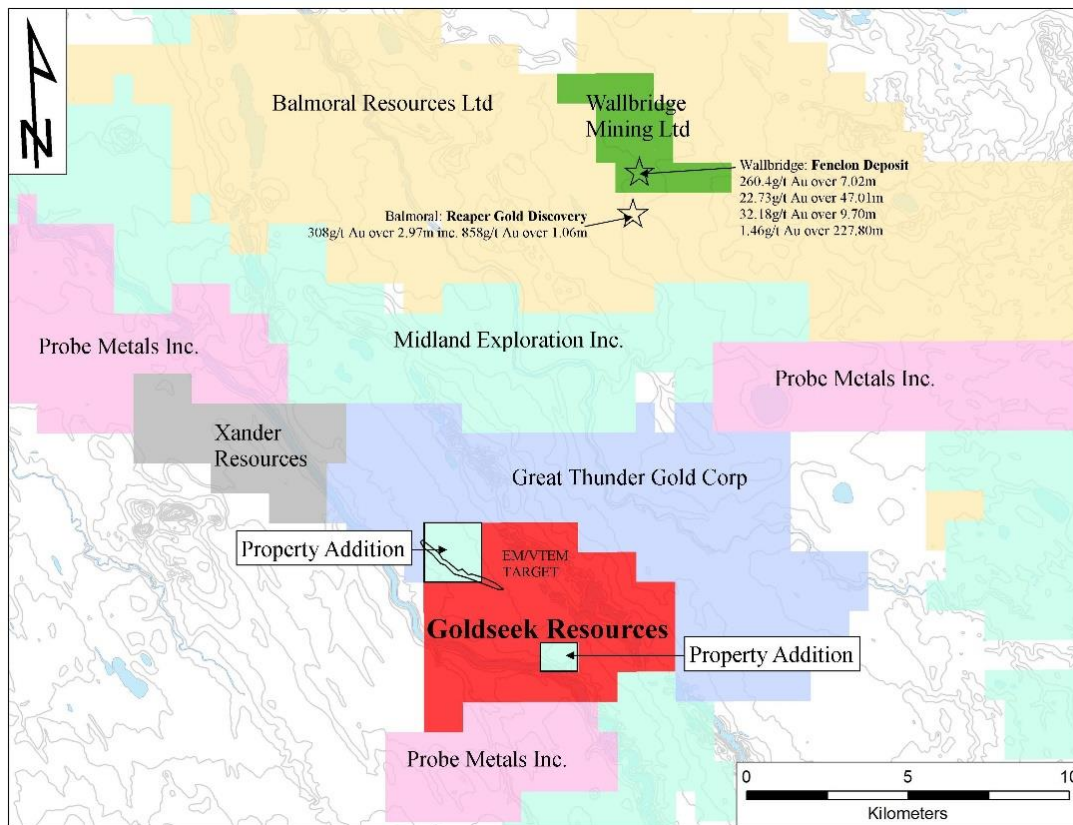 N
Balmoral Resources Ltd
Wallbridge
Mining Ltd
Wallbridge: Fenelon Deposit
260.4g/t Au over 7.02m
22.73g/t Au over 47.01m
32.18g/t Au over 9.70m
1.46g/t Au over 227.80m
Balmoral: Reaper Gold Discovery
308g/t Au over 2.97m inc. 858g/t Au over 1.06m
Probe Metals Inc.
Midland Exploration Inc.
Probe Metals Inc.
Xander
Resources
Great Thunder Gold Corp
Property Addition
EM/VTEM
TARGET
Goldseek Resources
Property Addition
Probe Metals Inc.
0 5 10
Kilometers